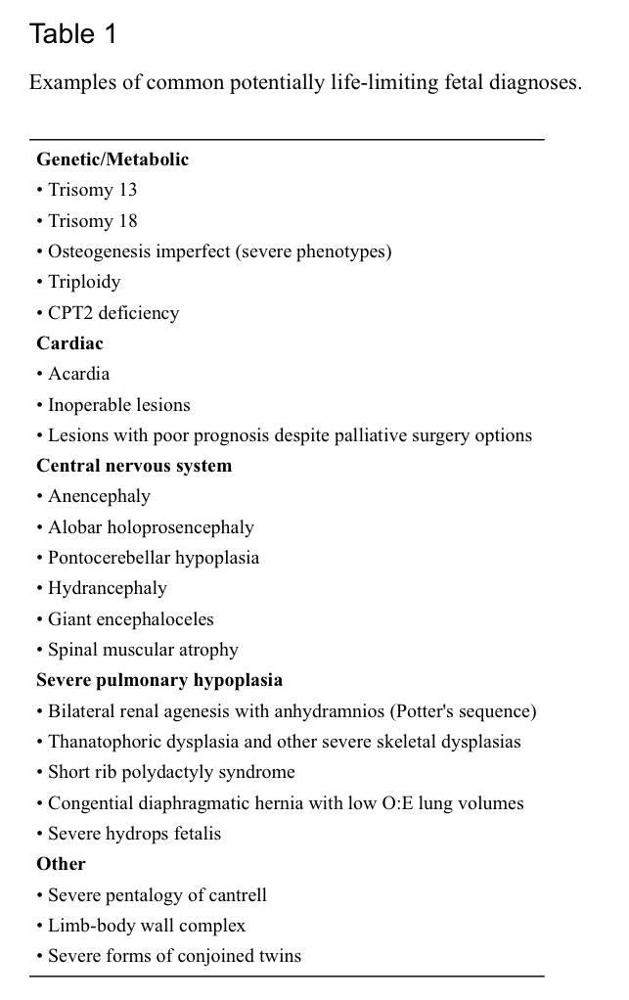 Table 1
Examples of common potentially life-limiting fetal diagnoses.
Genetic/Metabolic
• Trisomy 13
• Trisomy 18
• Osteogenesis imperfect (severe phenotypes)
• Triploidy
• CPT2 deficiency
Cardiac
• Acardia
• Inoperable lesions
• Lesions with poor prognosis despite palliative surgery options
Central nervous system
• Anencephaly
• Alobar holoprosencephaly
• Pontocerebellar hypoplasia
• Hydrancephaly
• Giant encephaloceles
• Spinal muscular atrophy
Severe pulmonary hypoplasia
• Bilateral renal agenesis with anhydramnios (Potter's sequence)
• Thanatophoric dysplasia and other severe skeletal dysplasias
• Short rib polydactyly syndrome
• Congential diaphragmatic hernia with low O:E lung volumes
• Severe hydrops fetalis
Other
• Severe pentalogy of cantrell
• Limb-body wall complex
• Severe forms of conjoined twins